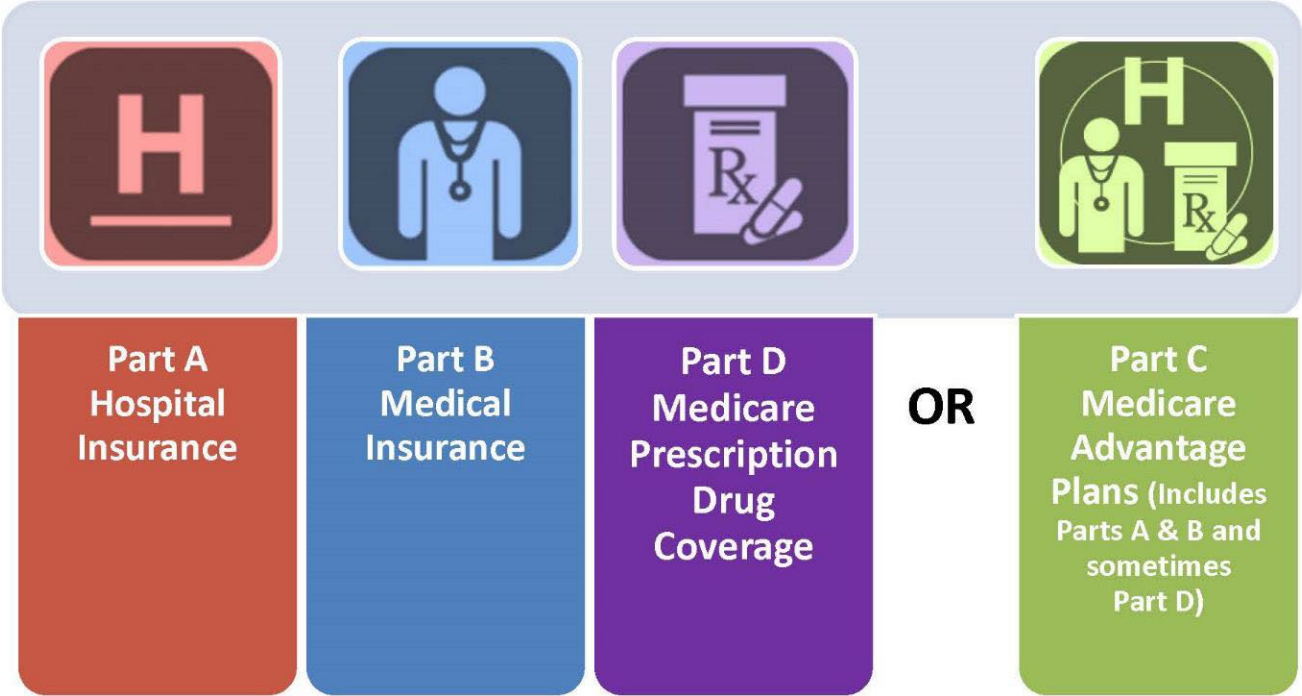 H
Rx
H
Rx
Part A
Hospital
Insurance
Part B
Medical
Insurance
Part D
Medicare
Prescription
Drug
Coverage
OR
Part C
Medicare
Advantage
Plans (Includes
Parts A & B and
sometimes
Part D)